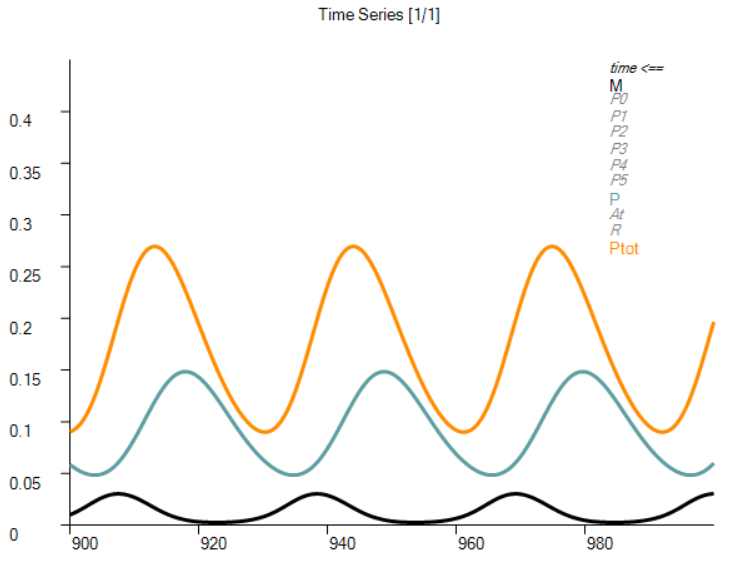 Time Series [1/1]
time <==
M
P0
P1
P2
P3
P4
P5
P
At
R
Ptot
0.4
0.35
0.3
0.25
0.2
0.15
0.1
0.05
0
900 920 940 960 980